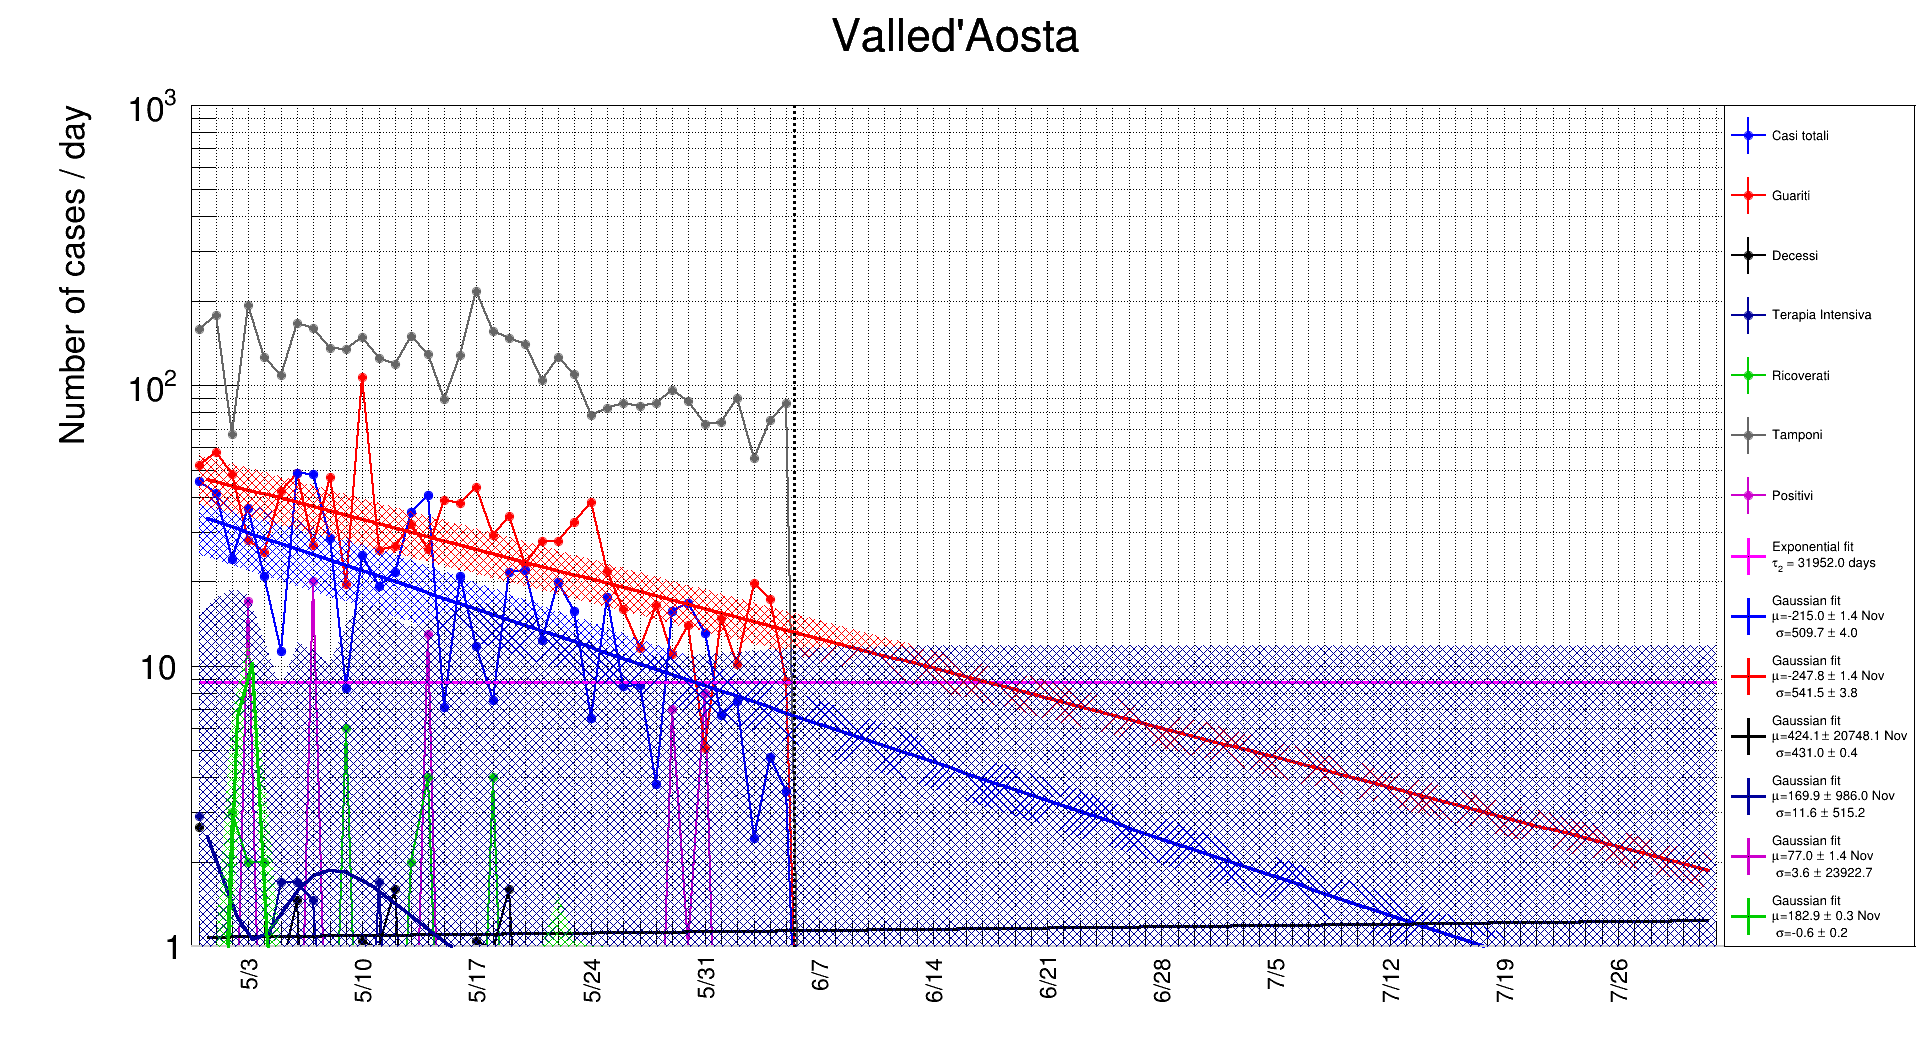 Valled'Aosta
Number of cases / day
10³
10²
10
1
5/3
5/10
5/17
5/24
5/31
6/7
6/14
6/21
6/28
7/5
7/12
7/19
7/26
Casi totali
Guariti
Decessi
Terapia Intensiva
Ricoverati
Tamponi
Positivi
Exponential fit
τ₂ = 31952.0 days
Gaussian fit
μ=-215.0 ± 1.4 Nov
σ=509.7 ± 4.0
Gaussian fit
μ=-247.8 ± 1.4 Nov
σ=541.5 ± 3.8
Gaussian fit
μ=424.1± 20748.1 Nov
σ=431.0 ± 0.4
Gaussian fit
μ=169.9 ± 986.0 Nov
σ=11.6 ± 515.2
Gaussian fit
μ=77.0 ± 1.4 Nov
σ=3.6 ± 23922.7
Gaussian fit
μ=182.9 ± 0.3 Nov
σ=-0.6 ± 0.2